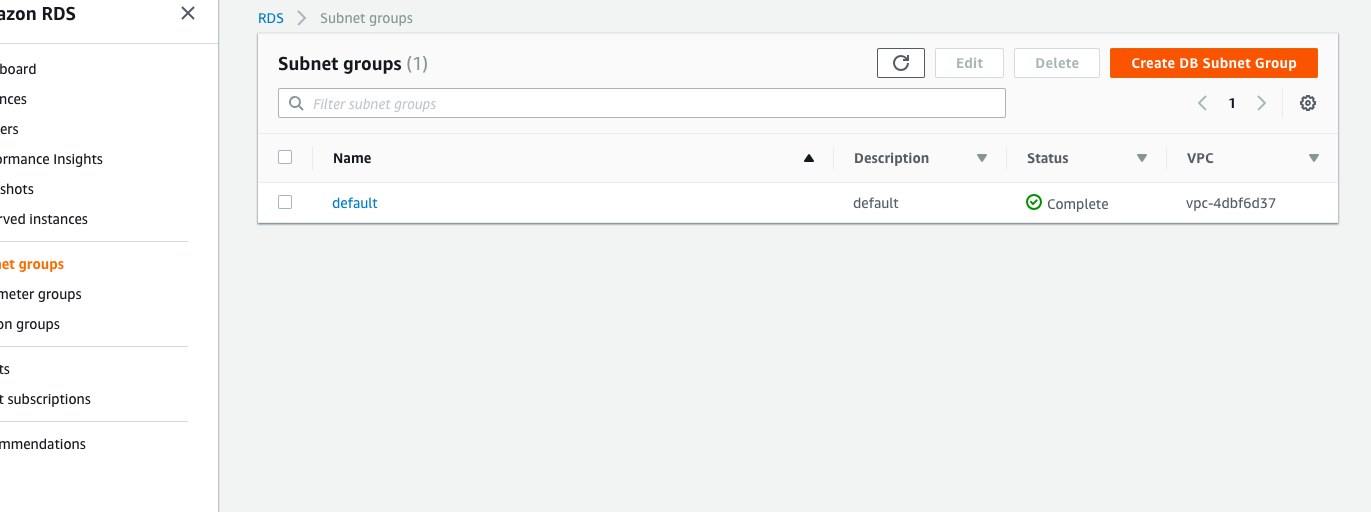 azon RDS
board
nces
ers
ormance Insights
shots
rved instances
net groups
meter groups
on groups
ts
t subscriptions
mmendations
RDS > Subnet groups
Subnet groups (1)
Edit
Delete
Create DB Subnet Group
Filter subnet groups
1
Name Description Status VPC
default default Complete vpc-4dbf6d37